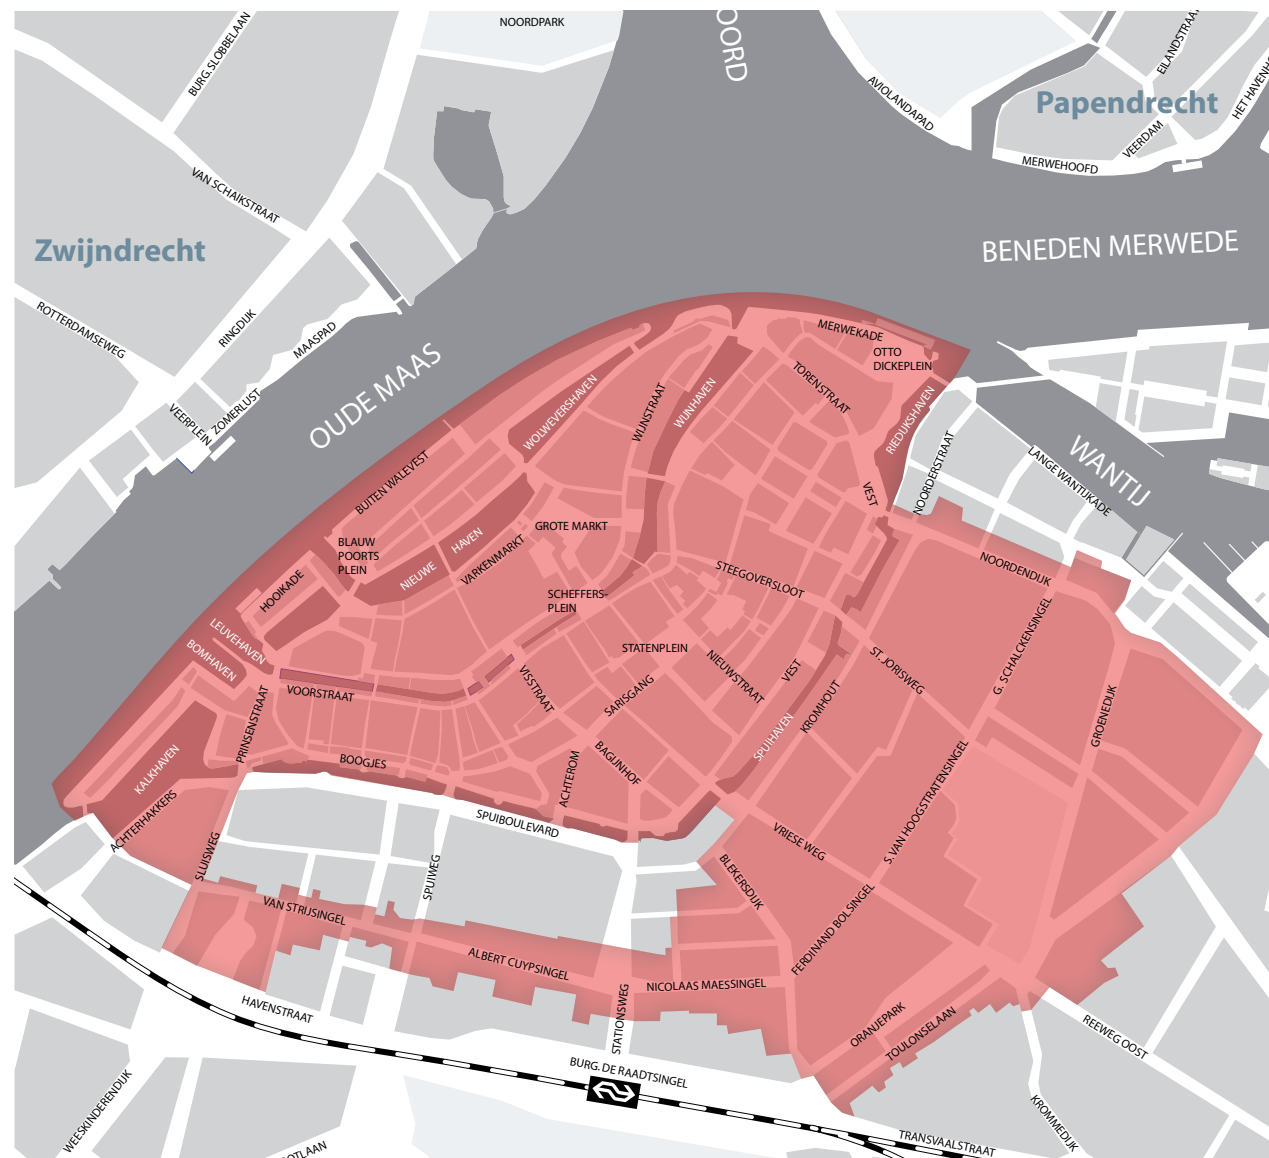 NOORDPARK
OORD
BURG. SLOBBELAAN
EILANDSTRAA
HET HAVENH
AVIOLANDAPAD
Papendrecht
VEERDAM
MERWEHOOFD
VAN SCHAIKSTRAAT
Zwijndrecht
BENEDEN MERWEDE
ROTTERDAMSEWEG
RINGDIJK
MAASPAD
VEERPLEIN
ZOMERLUST
OUDE MAAS
MERWEKADE
OTTO
DICKEPLEIN
TORENSTRAAT
RIEDIJKSHAVEN
WOLWEVERSHAVEN
WIJNSTRAAT
WIJNHAVEN
WANTIJ
NOORDERSTRAAT
LANGE WANTIJKADE
BUITEN WALEVEST
VEST
GROTE MARKT
BLAUW
POORTS
PLEIN
NIEUWE
HAVEN
VARKENMARKT
HOOIKADE
STEEGOVERSLOOT
NOORDENDIJK
SCHEFFERS-
PLEIN
LEUVEHAVEN
BOMHAVEN
STATENPLEIN
NIEUWSTRAAT
VEST
ST. JORISWEG
G. SCHALCKENSINGEL
VOORSTRAAT
VISSTRAAT
SARISGANG
KROMHOUT
SPUIHAVEN
GROENEDIJK
PRINSENSTRAAT
KALKHAVEN
BOOGJES
ACHTEROM
BAGIJNHOF
ACHTERHAKKERS
SPUIBOULEVARD
VRIESE WEG
S. VAN HOOGSTRATENSINGEL
SLUISWEG
SPUIWEG
BLEKERSDIJK
FERDINAND BOLSINGEL
VAN STRIJSINGEL
ALBERT CUYPSINGEL
NICOLAAS MAESSINGEL
HAVENSTRAAT
STATIONSWEG
ORANJEPARK
TOULONSELAAN
REEWEG OOST
BURG. DE RAADTSINGEL
WEESKINDERENDIJK
KROMMEDIJK
TRANSVAALSTRAAT
OTLAAN